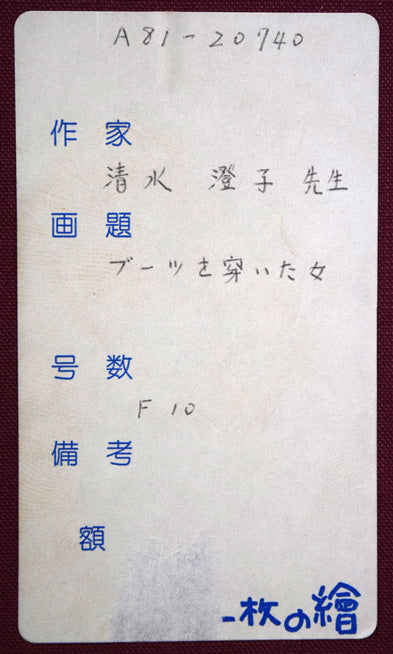 A81-20740
作家
清水 澄子 先生
画題
ブーツを穿いた女
号数
F 10
備考
額
一枚の繪